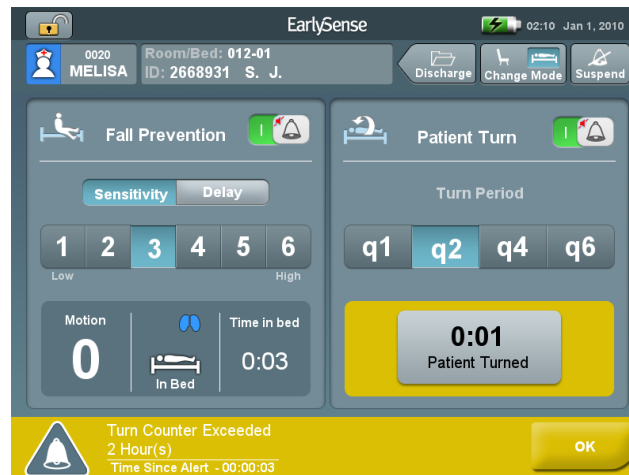 EarlySense
02:10 Jan 1, 2010
0020
MELISA
Room/Bed: 012-01
ID: 2668931 S. J.
Discharge
Change Mode
Suspend
Fall Prevention
I
Patient Turn
I
Sensitivity
Delay
Turn Period
1 2 3 4 5 6
Low
High
q1 q2 q4 q6
Motion
0
In Bed
Time in bed
0:03
0:01
Patient Turned
Turn Counter Exceeded
2 Hour(s)
Time Since Alert - 00:00:03
OK